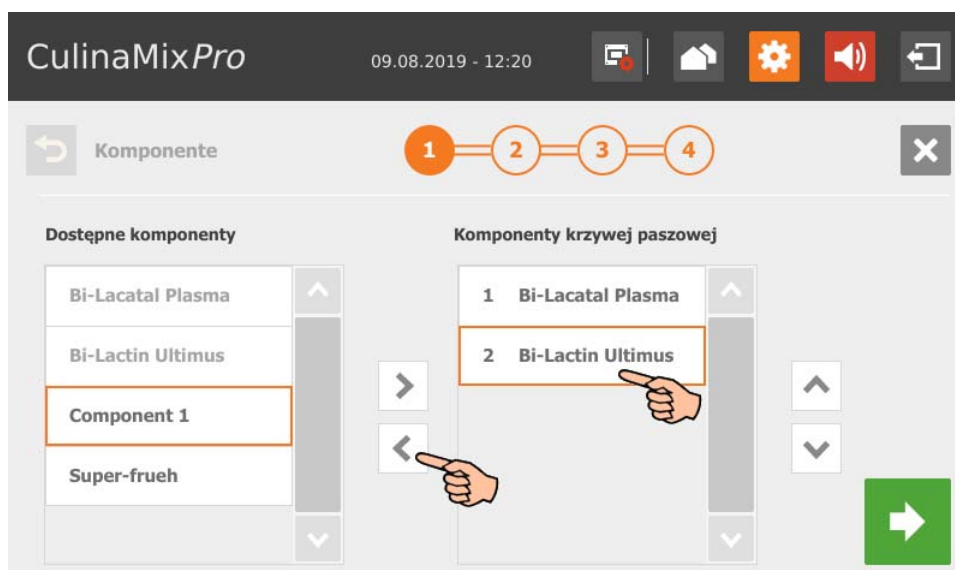 CulinaMixPro
09.08.2019 - 12:20
Komponente
1 2 3 4
Dostępne komponenty
Komponenty krzywej paszowej
Bi-Lacatal Plasma
Bi-Lactin Ultimus
Component 1
Super-frueh
1 Bi-Lacatal Plasma
2 Bi-Lactin Ultimus